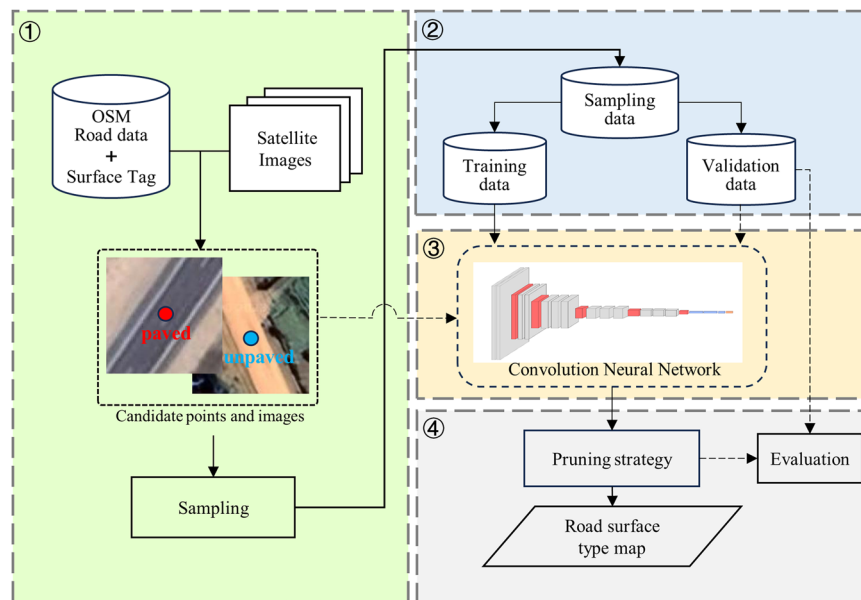 ①
OSM
Road data
+
Surface Tag
Satellite
Images
paved
unpaved
Candidate points and images
Sampling
②
Sampling
data
Training
data
Validation
data
③
Convolution Neural Network
④
Pruning strategy
Evaluation
Road surface
type map